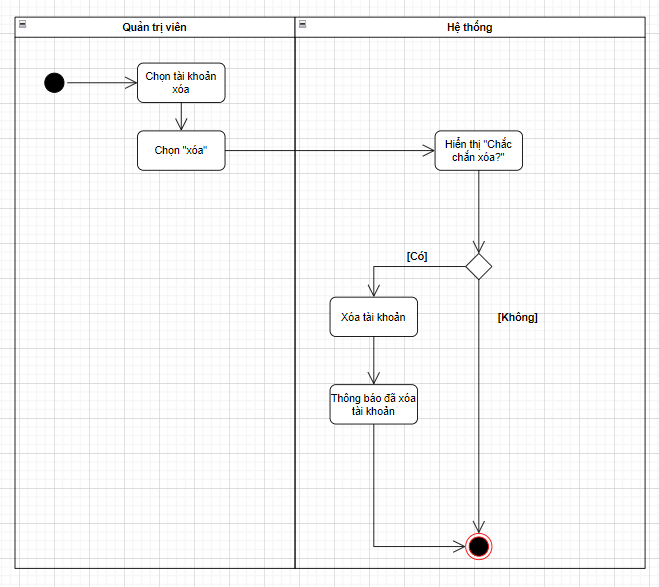 Quản trị viên
Hệ thống
Chọn tài khoản
xóa
Chọn "xóa"
Hiển thị "Chắc
chắn xóa?"
[Có]
Xóa tài khoản
[Không]
Thông báo đã xóa
tài khoản